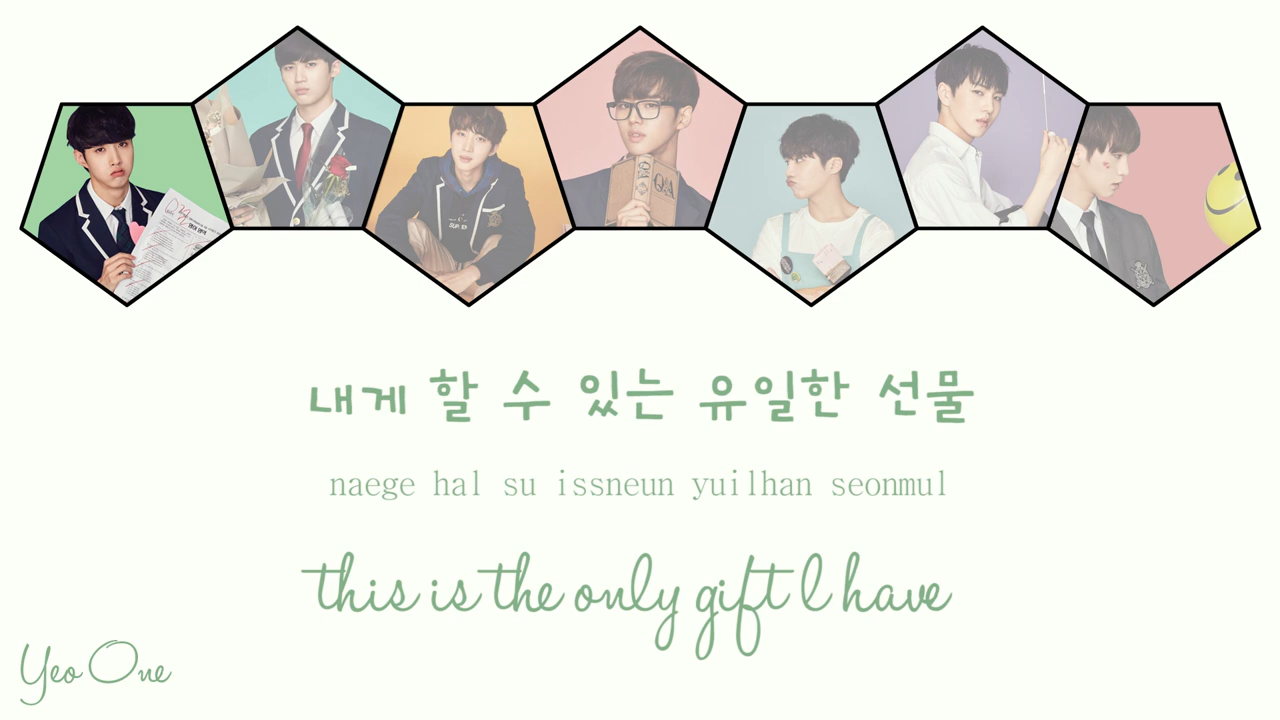 Q&A
Q&A
내게 할 수 있는 유일한 선물
naege hal su issneun yuilhan seonmul
this is the only gift I have
Yeo One